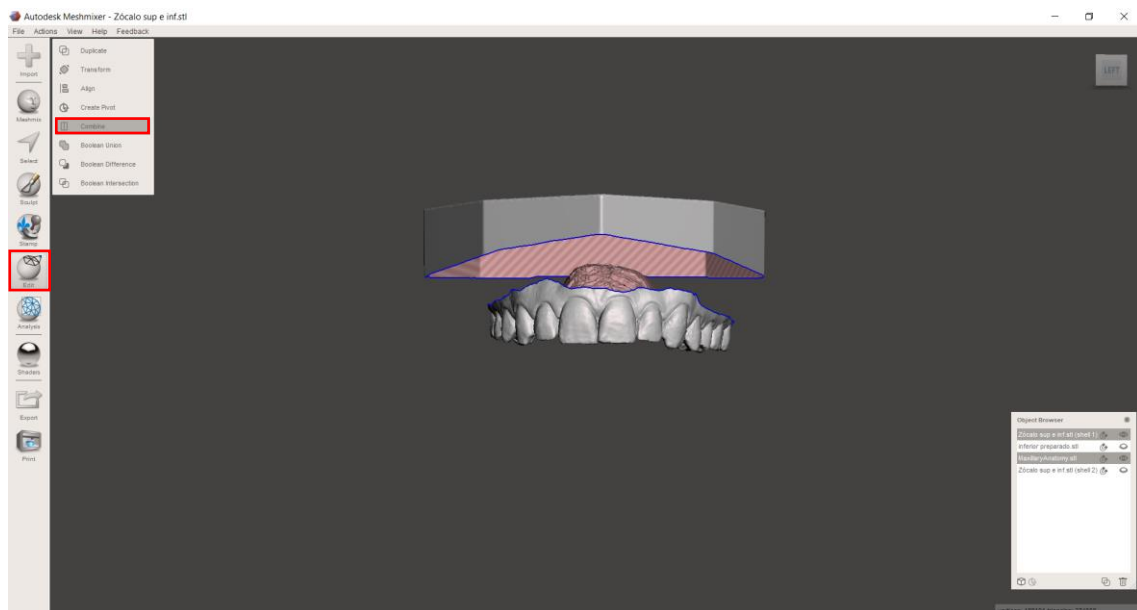 Autodesk Meshmixer - Zócalo sup e inf.stl
File Actions View Help Feedback
Import
Meshmix
Select
Sculpt
Stamp
Edit
Analysis
Shaders
Export
Print
Duplicate
Transform
Align
Create Pivot
Combine
Boolean Union
Boolean Difference
Boolean Intersection
LEFT
Object Browser
Zócalo sup e inf.stl (shell 1)
inferior preparado.stl
MaxillaryAnatomy.stl
Zócalo sup e inf.stl (shell 2)